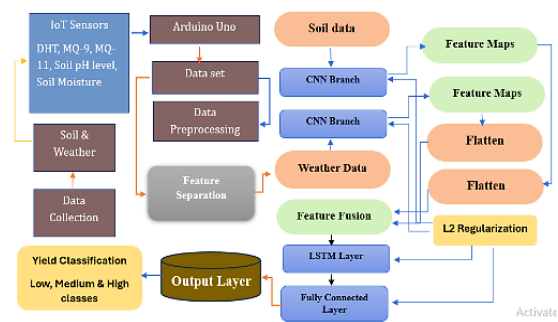 IoT Sensors
DHT, MQ-9, MQ-
11, Soil pH level,
Soil Moisture
Arduino Uno
Data set
Data
Preprocessing
Soil &
Weather
Data
Collection
Feature
Separation
Soil data
CNN Branch
CNN Branch
Weather Data
Feature Maps
Feature Maps
Flatten
Flatten
Feature Fusion
L2 Regularization
LSTM Layer
Fully Connected
Layer
Output Layer
Yield Classification
Low, Medium & High
classes
Activate